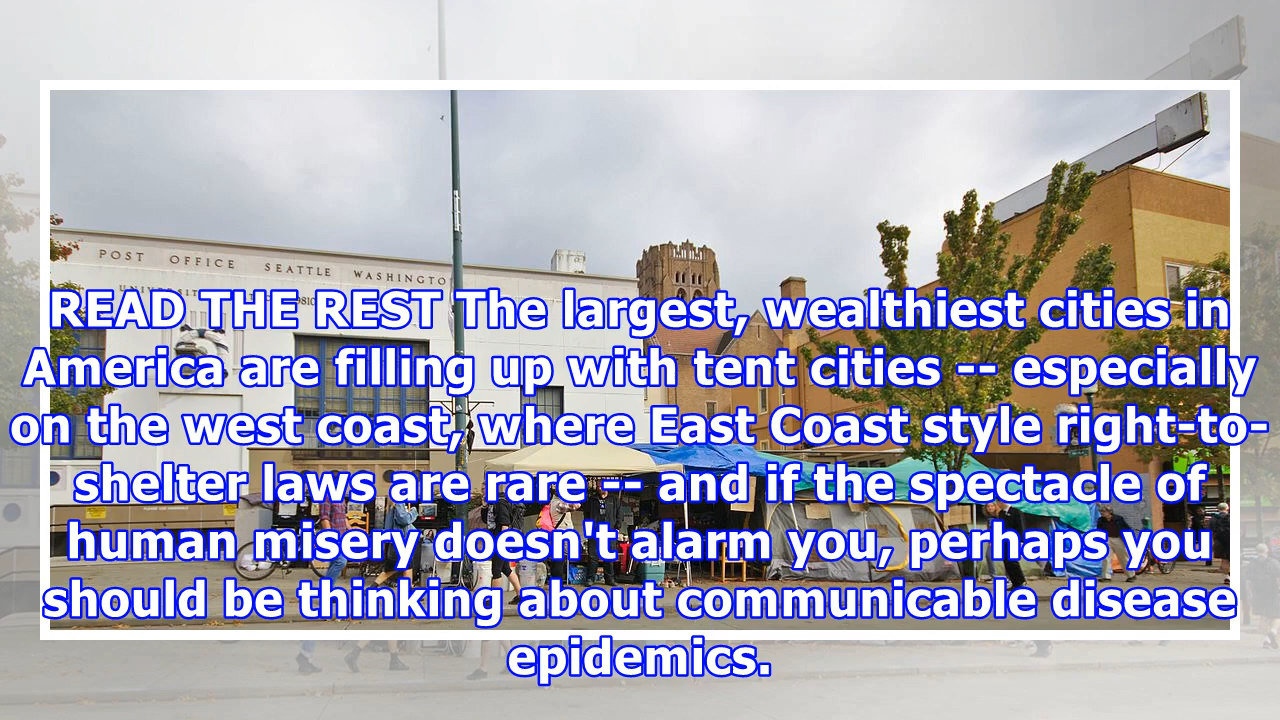 POST OFFICE SEATTLE WASHINGTO
READ THE REST The largest, wealthiest cities in
America are filling up with tent cities -- especially
on the west coast, where East Coast style right-to-
shelter laws are rare -- and if the spectacle of
human misery doesn't alarm you, perhaps you
should be thinking about communicable disease
epidemics.